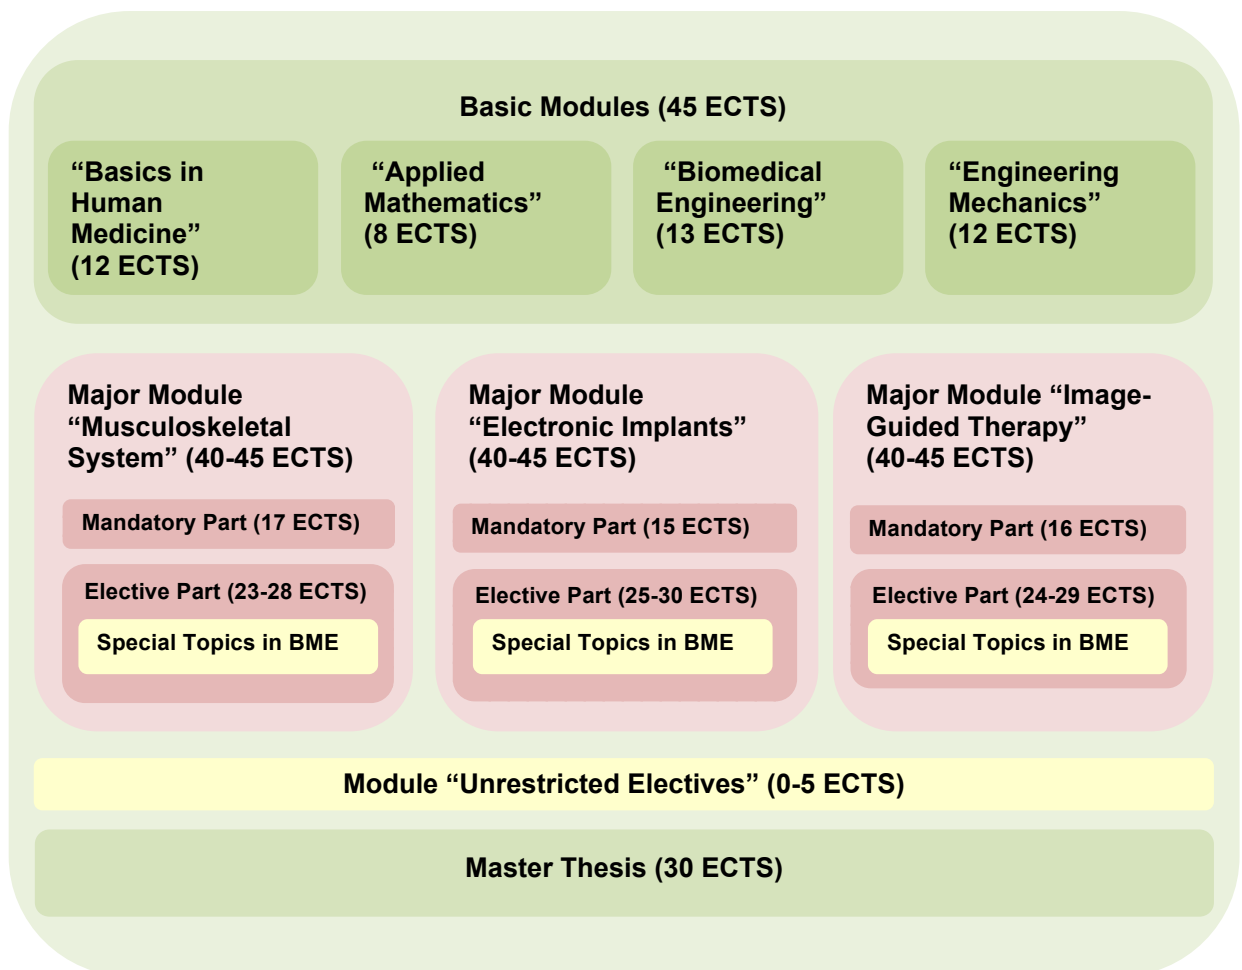 Basic Modules (45 ECTS)
“Basics in
Human
Medicine”
(12 ECTS)
“Applied
Mathematics”
(8 ECTS)
“Biomedical
Engineering”
(13 ECTS)
“Engineering
Mechanics”
(12 ECTS)
Major Module
“Musculoskeletal
System” (40-45 ECTS)
Mandatory Part (17 ECTS)
Elective Part (23-28 ECTS)
Special Topics in BME
Major Module
“Electronic Implants”
(40-45 ECTS)
Mandatory Part (15 ECTS)
Elective Part (25-30 ECTS)
Special Topics in BME
Major Module “Image-
Guided Therapy”
(40-45 ECTS)
Mandatory Part (16 ECTS)
Elective Part (24-29 ECTS)
Special Topics in BME
Module “Unrestricted Electives” (0-5 ECTS)
Master Thesis (30 ECTS)